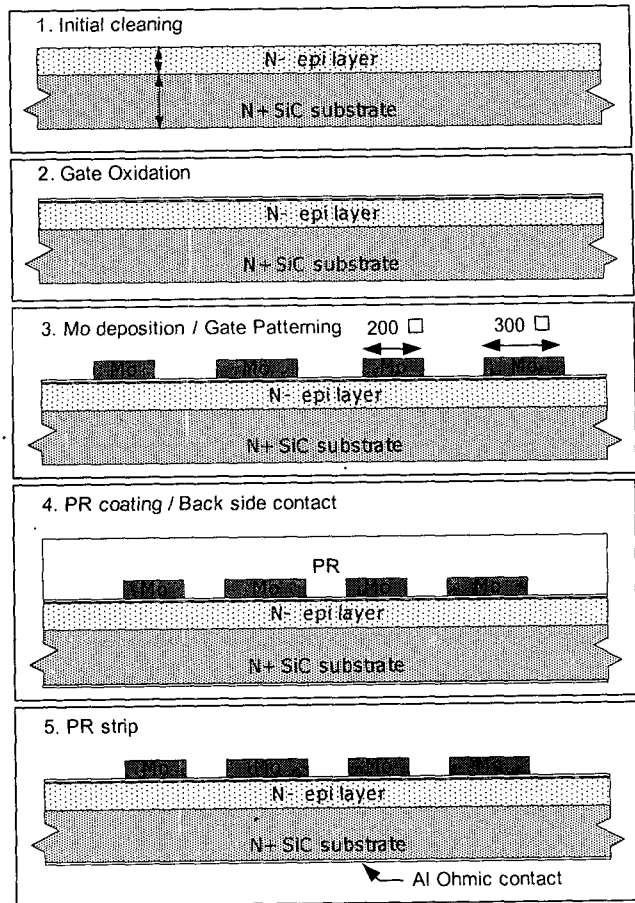 1. Initial cleaning
N- epi layer
N+ SiC substrate
2. Gate Oxidation
N- epi layer
N+ SiC substrate
3. Mo deposition / Gate Patterning 200 □ 300 □
Mo Mo Mo Mo
N- epi layer
N+ SiC substrate
4. PR coating / Back side contact
PR
Mo Mo Mo Mo
N- epi layer
N+ SiC substrate
5. PR strip
Mo Mo Mo Mo
N- epi layer
N+ SiC substrate
Al Ohmic contact